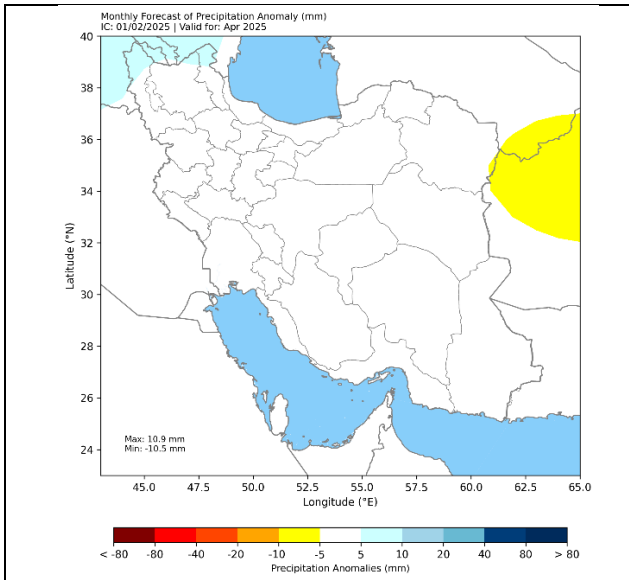 Monthly Forecast of Precipitation Anomaly (mm)
IC: 01/02/2025 | Valid for: Apr 2025
40
38
36
34
32
30
28
26
24
Latitude (°N)
Max: 10.9 mm
Min: -10.5 mm
45.0 47.5 50.0 52.5 55.0 57.5 60.0 62.5 65.0
Longitude (°E)
< -80 -80 -40 -20 -10 -5 5 10 20 40 80 > 80
Precipitation Anomalies (mm)